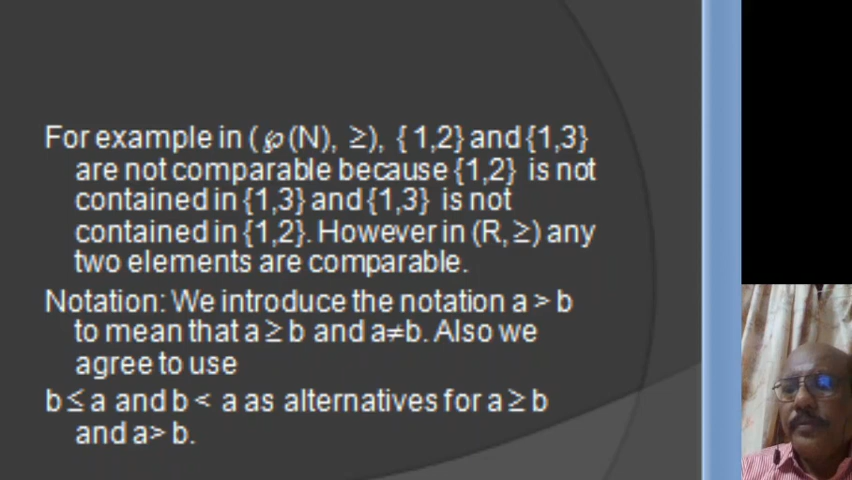 For example in ( ℘(N), ≥), { 1,2} and {1,3}
are not comparable because {1,2} is not
contained in {1,3} and {1,3} is not
contained in {1,2}. However in (R, ≥) any
two elements are comparable.
Notation: We introduce the notation a > b
to mean that a ≥ b and a≠b. Also we
agree to use
b ≤ a and b < a as alternatives for a ≥ b
and a> b.